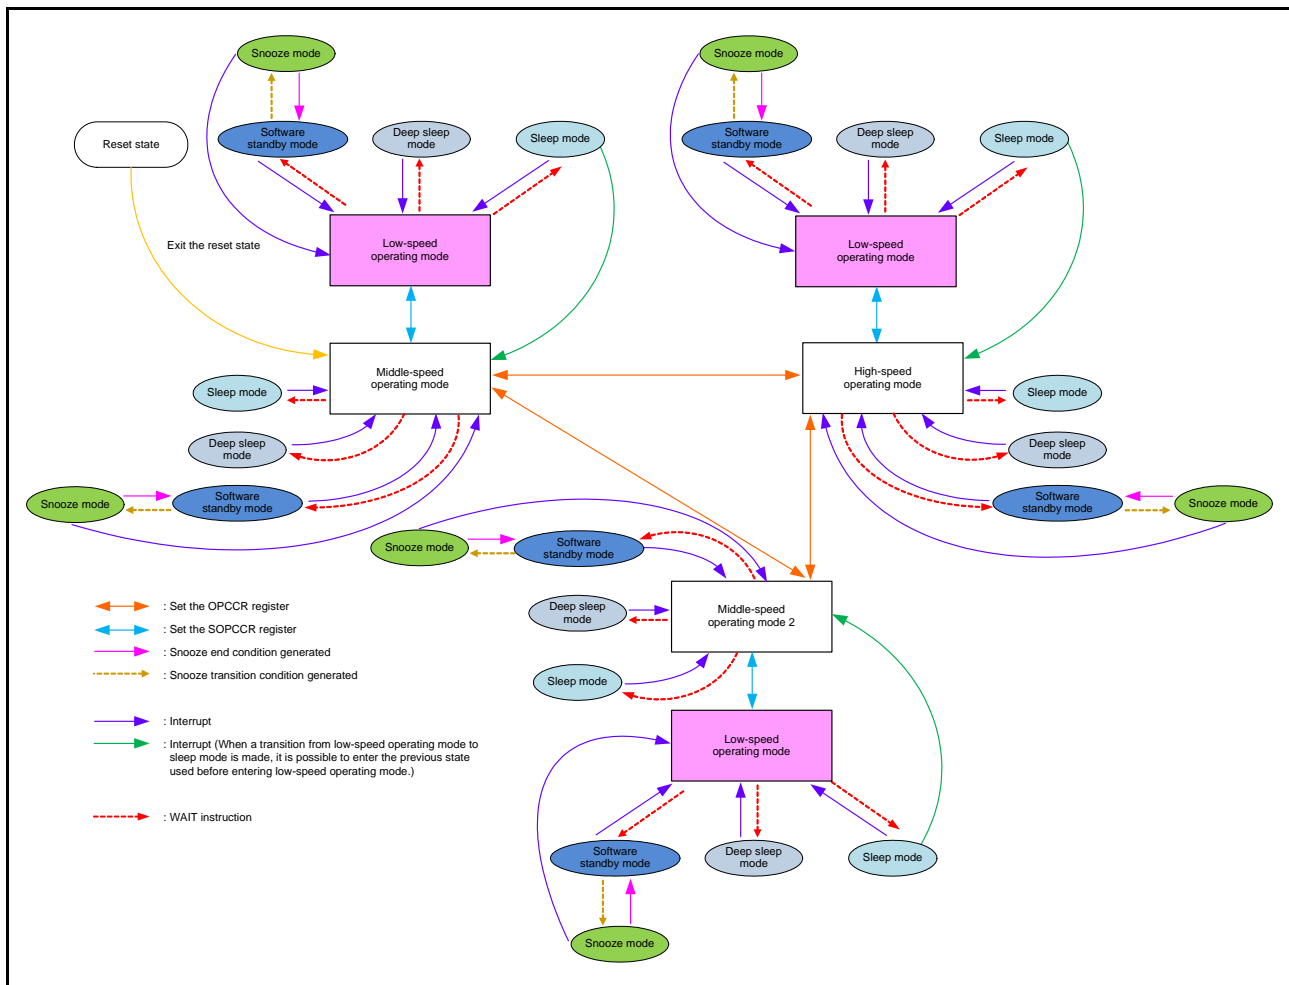 Snooze mode
Snooze mode
Software
standby mode
Deep sleep
mode
Sleep mode
Software
standby mode
Deep sleep
mode
Sleep mode
Reset state
Exit the reset state
Low-speed
operating mode
Low-speed
operating mode
Middle-speed
operating mode
High-speed
operating mode
Sleep mode
Sleep mode
Deep sleep
mode
Deep sleep
mode
Snooze mode
Software
standby mode
Software
standby mode
Snooze mode
Snooze mode
Software
standby mode
Deep sleep
mode
Middle-speed
operating mode 2
Sleep mode
Low-speed
operating mode
Software
standby mode
Deep sleep
mode
Sleep mode
Snooze mode
: Set the OPCCR register
: Set the SOPCCR register
: Snooze end condition generated
: Snooze transition condition generated
: Interrupt
: Interrupt (When a transition from low-speed operating mode to
sleep mode is made, it is possible to enter the previous state
used before entering low-speed operating mode.)
: WAIT instruction